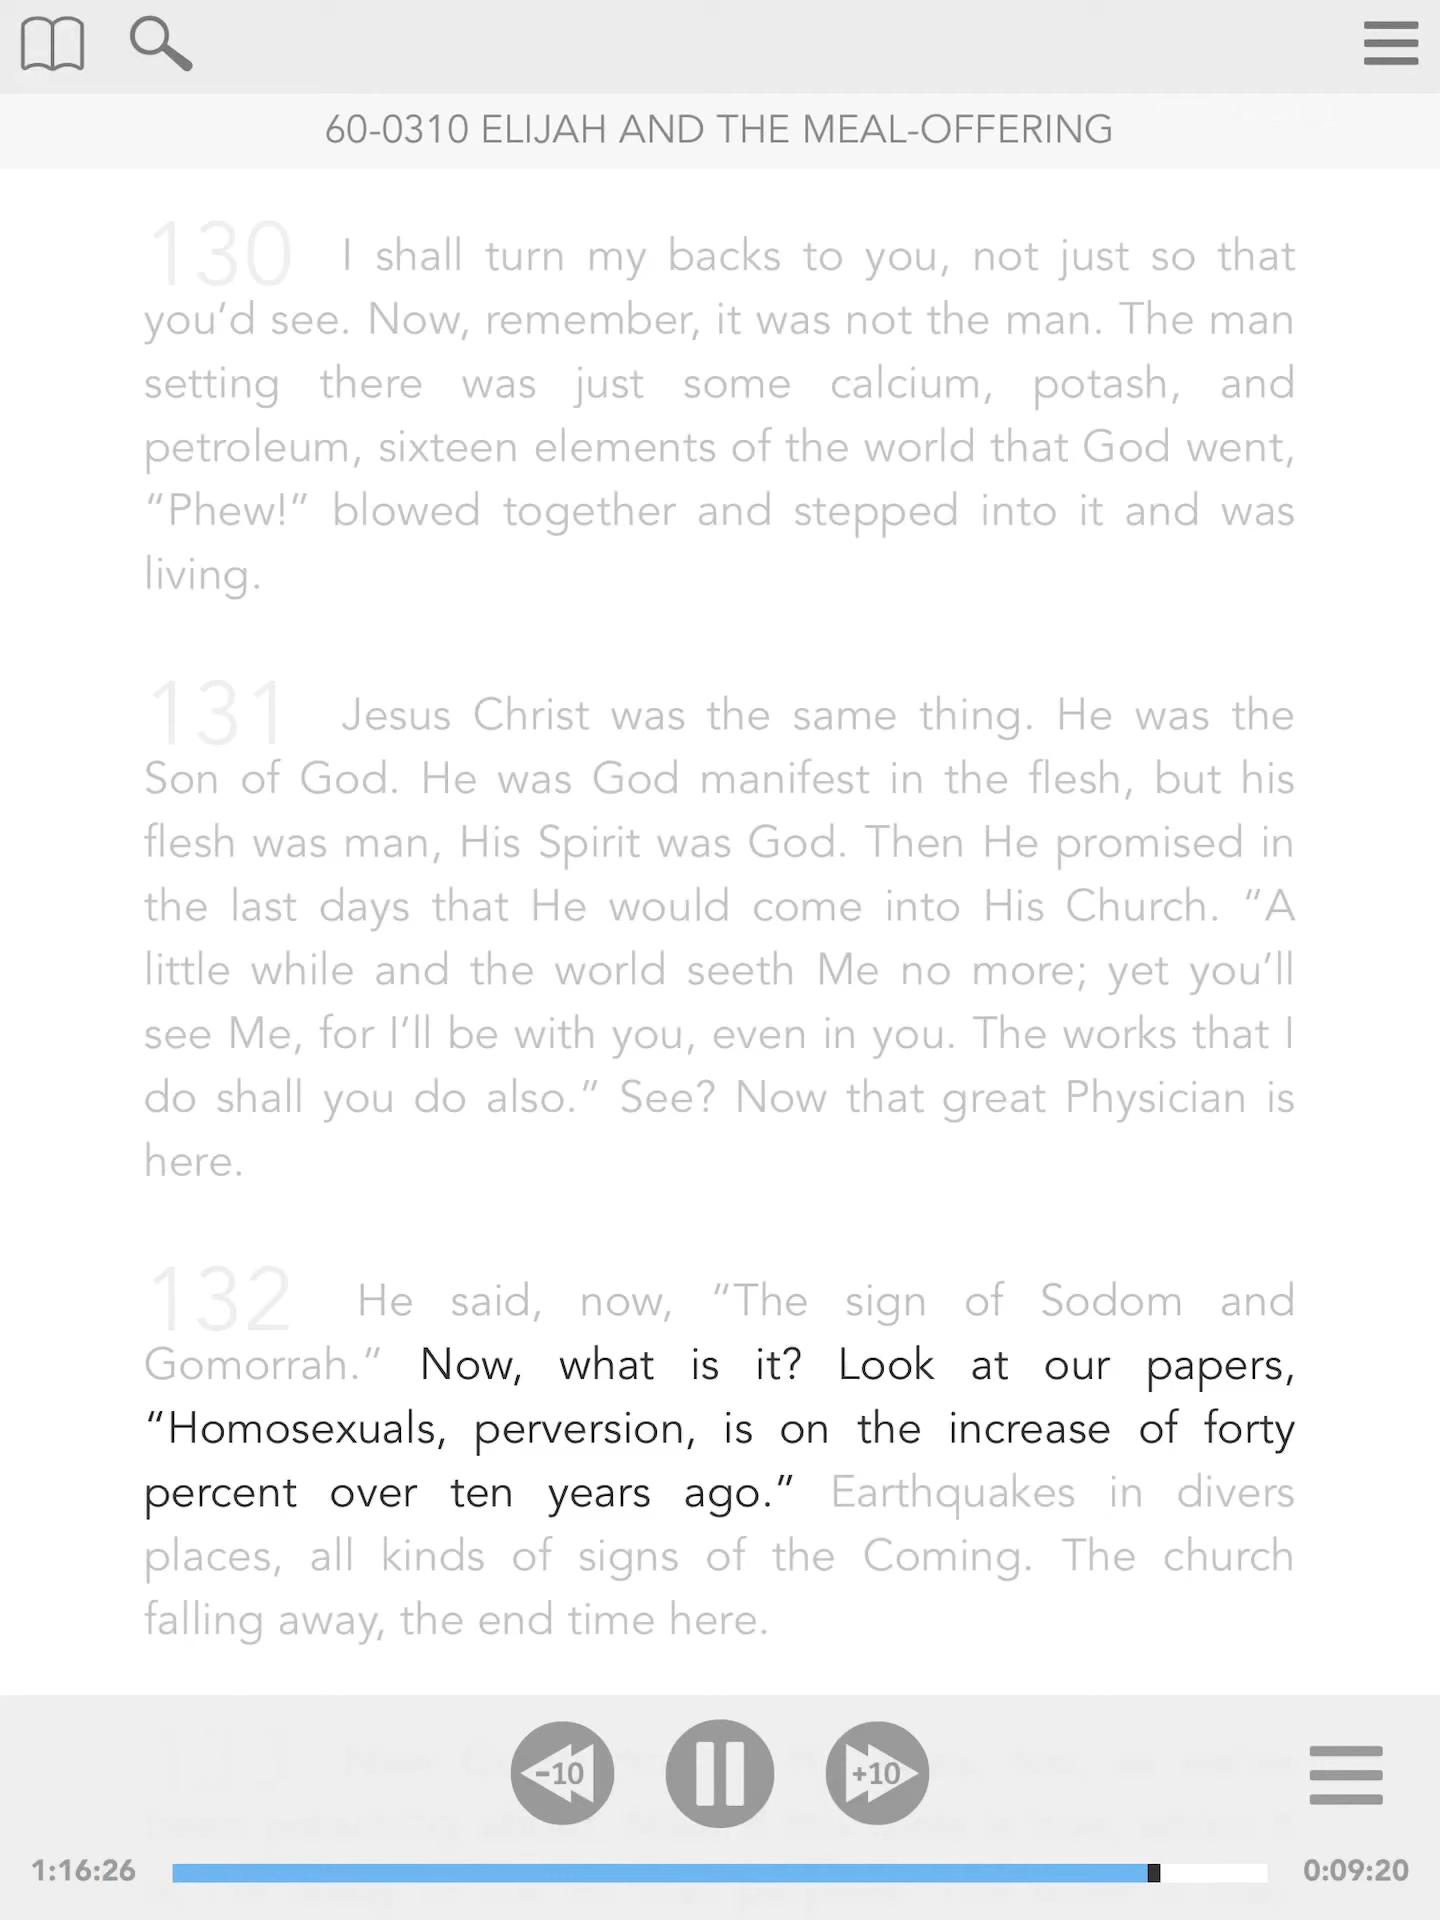 60-0310 ELIJAH AND THE MEAL-OFFERING
130 I shall turn my backs to you, not just so that
you’d see. Now, remember, it was not the man. The man
setting there was just some calcium, potash, and
petroleum, sixteen elements of the world that God went,
“Phew!” blowed together and stepped into it and was
living.
131 Jesus Christ was the same thing. He was the
Son of God. He was God manifest in the flesh, but his
flesh was man, His Spirit was God. Then He promised in
the last days that He would come into His Church. “A
little while and the world seeth Me no more; yet you’ll
see Me, for I’ll be with you, even in you. The works that I
do shall you do also.” See? Now that great Physician is
here.
132 He said, now, “The sign of Sodom and
Gomorrah.” Now, what is it? Look at our papers,
“Homosexuals, perversion, is on the increase of forty
percent over ten years ago.” Earthquakes in divers
places, all kinds of signs of the Coming. The church
falling away, the end time here.
-10 +10
1:16:26 0:09:20